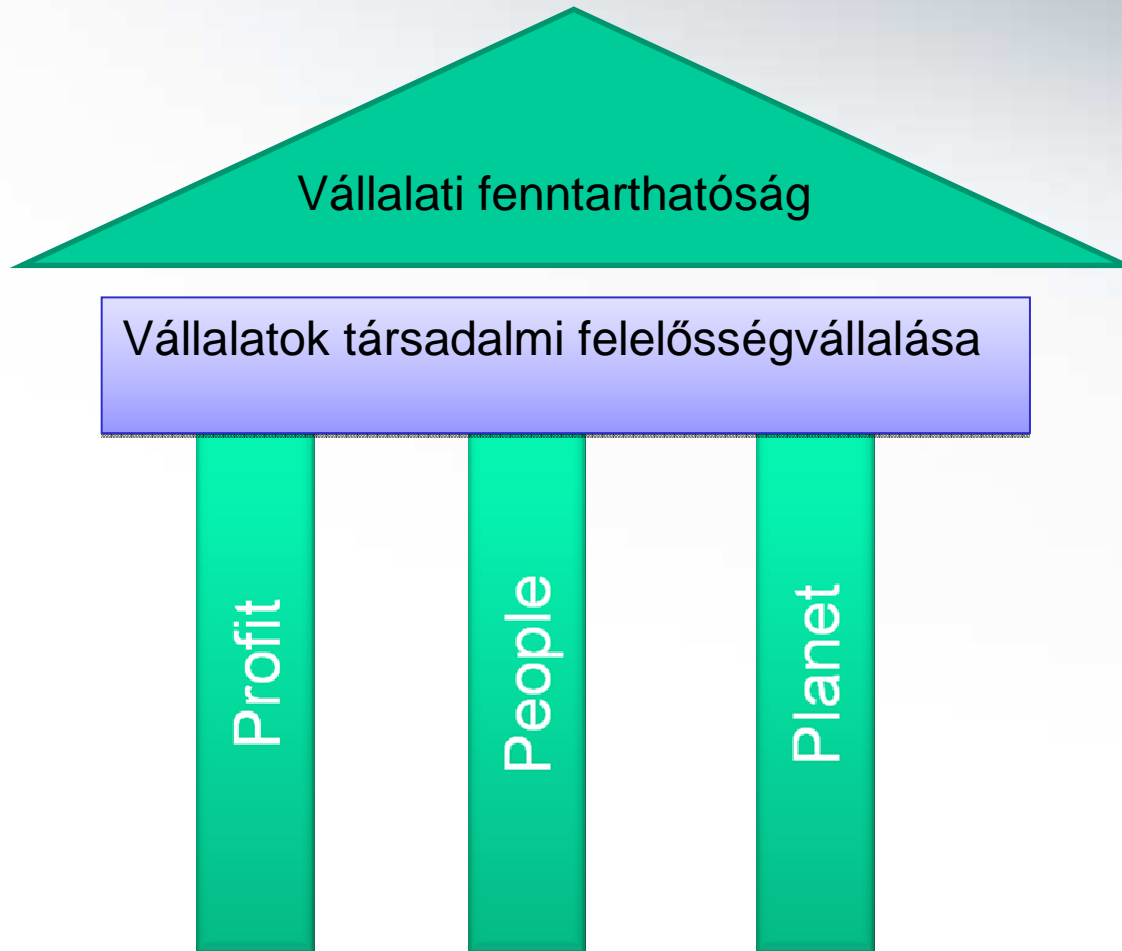 Vállalati fenntarthatóság
Vállalatok társadalmi felelősségvállalása
Profit
People
Planet